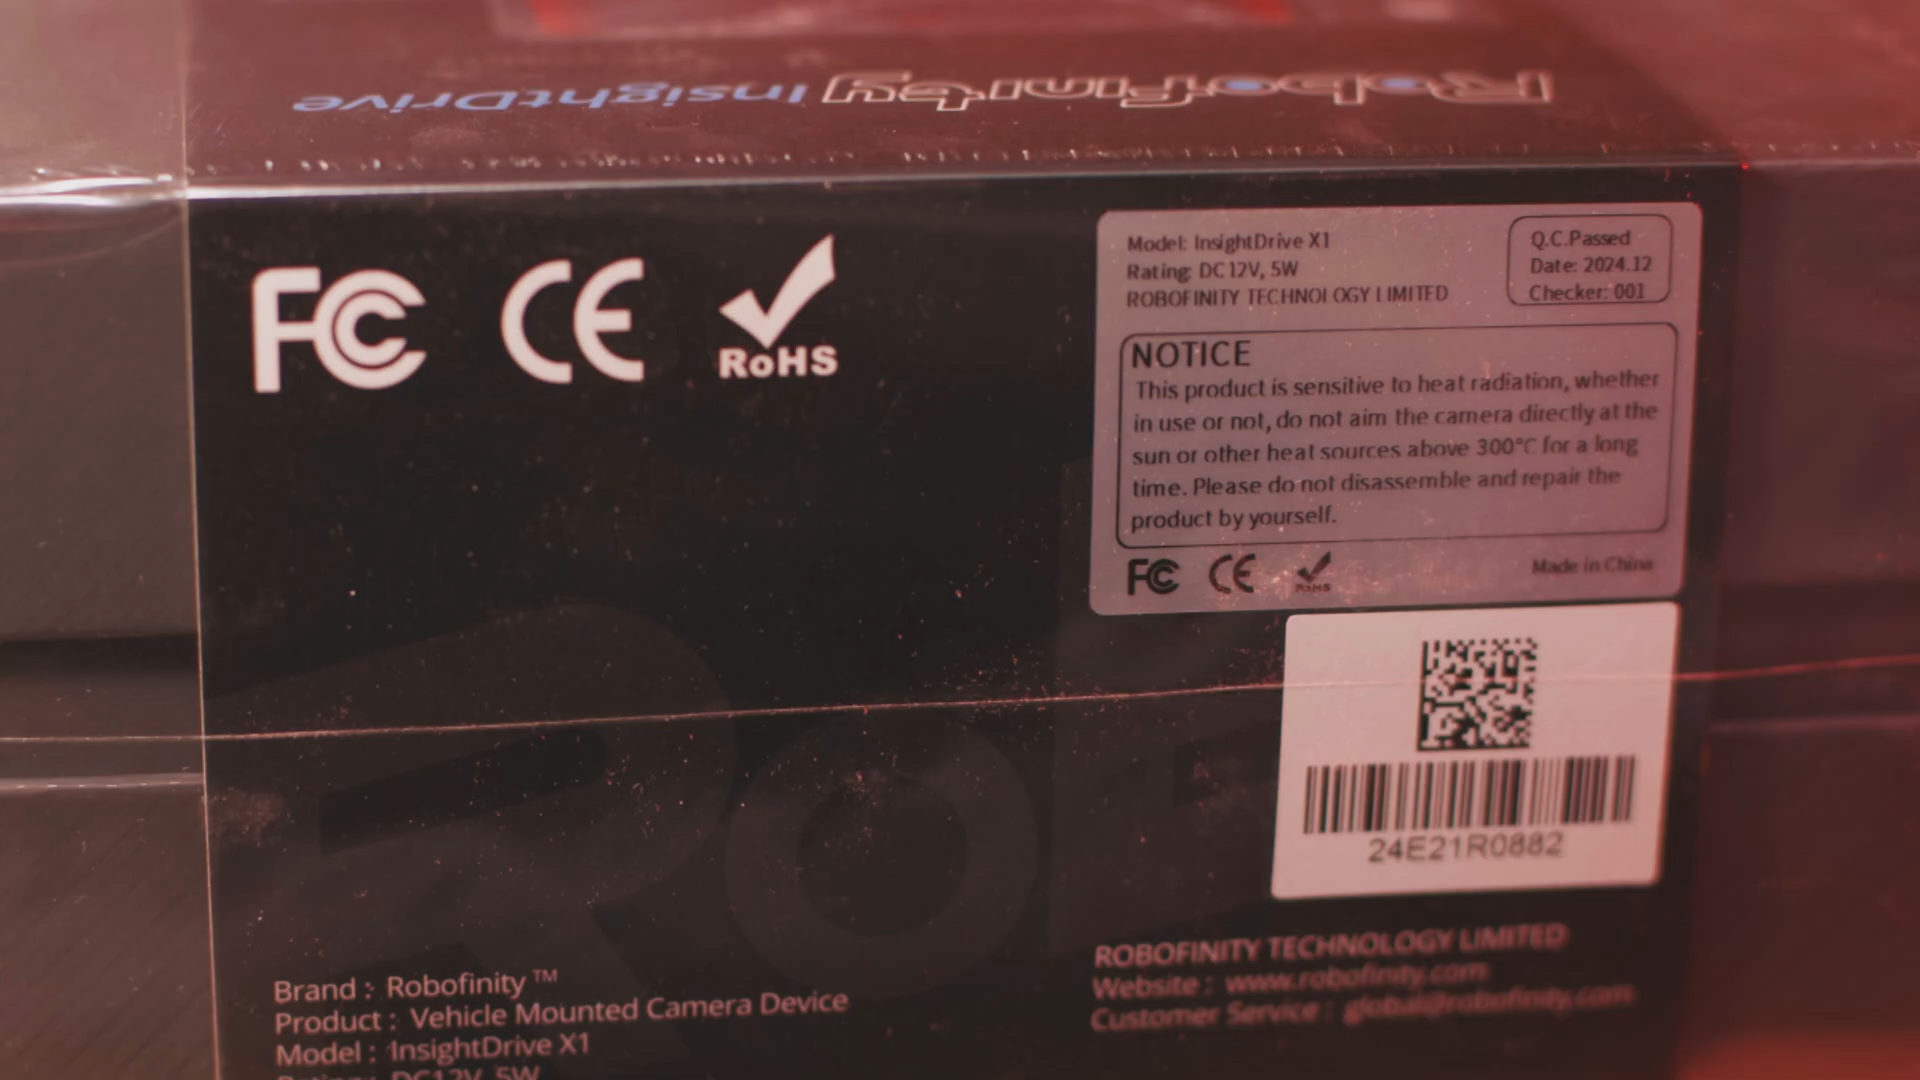 Robofinity InsightDrive
FC CE RoHS
Model: InsightDrive X1
Rating: DC12V, 5W
ROBOFINITY TECHNOLOGY LIMITED
Q.C.Passed
Date: 2024.12
Checker: 001
NOTICE
This product is sensitive to heat radiation, whether
in use or not, do not aim the camera directly at the
sun or other heat sources above 300°C for a long
time. Please do not disassemble and repair the
product by yourself.
FC CE RoHS
Made in China
24E21R0882
Brand : Robofinity ™
Product : Vehicle Mounted Camera Device
Model : InsightDrive X1
Rating : DC12V, 5W
ROBOFINITY TECHNOLOGY LIMITED
Website : www.robofinity.com
Customer Service : global@robofinity.com